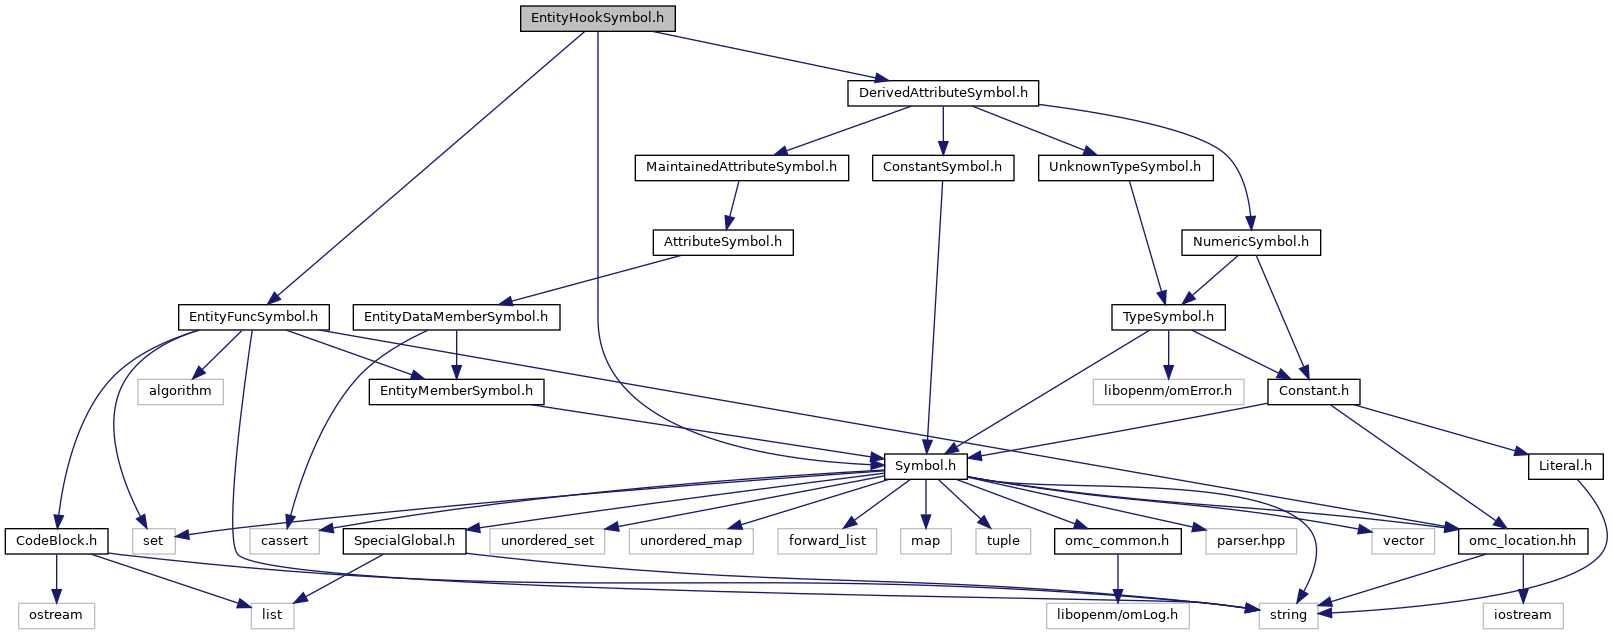 EntityHookSymbol.h
DerivedAttributeSymbol.h
MaintainedAttributeSymbol.h
ConstantSymbol.h
UnknownTypeSymbol.h
AttributeSymbol.h
NumericSymbol.h
EntityFuncSymbol.h
EntityDataMemberSymbol.h
TypeSymbol.h
algorithm
EntityMemberSymbol.h
libopenm/omError.h
Constant.h
Symbol.h
Literal.h
CodeBlock.h
set
cassert
SpecialGlobal.h
unordered_set
unordered_map
forward_list
map
tuple
omc_common.h
parser.hpp
vector
omc_location.hh
ostream
list
libopenm/omLog.h
string
iostream